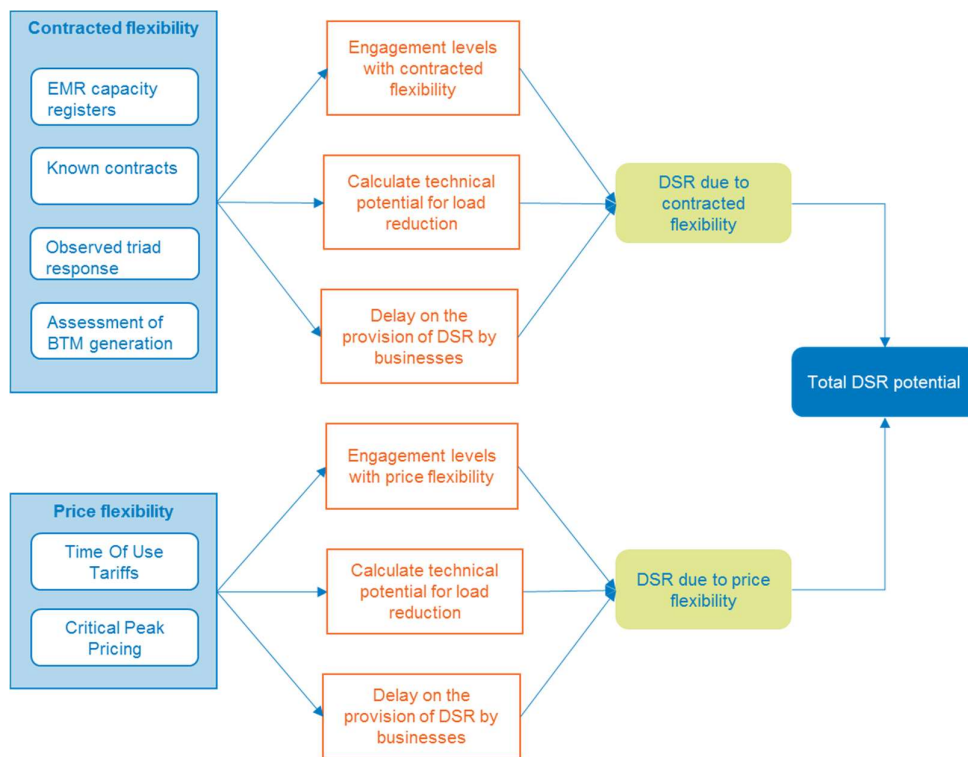 Contracted flexibility
EMR capacity
registers
Known contracts
Observed triad
response
Assessment of
BTM generation
Engagement levels
with contracted
flexibility
Calculate technical
potential for load
reduction
Delay on the
provision of DSR by
businesses
DSR due to
contracted
flexibility
Total DSR potential
Price flexibility
Time Of Use
Tariffs
Critical Peak
Pricing
Engagement levels
with price flexibility
Calculate technical
potential for load
reduction
Delay on the
provision of DSR by
businesses
DSR due to price
flexibility